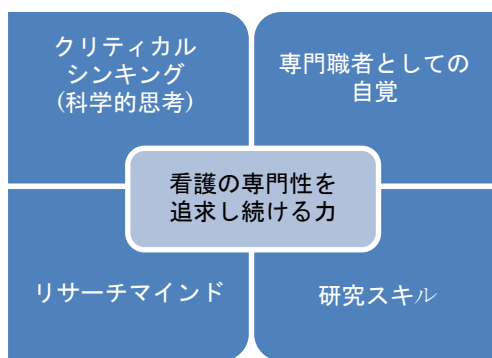 クリティカル
シンキング
(科学的思考)
専門職者としての
自覚
看護の専門性を
追求し続ける力
リサーチマインド
研究スキル